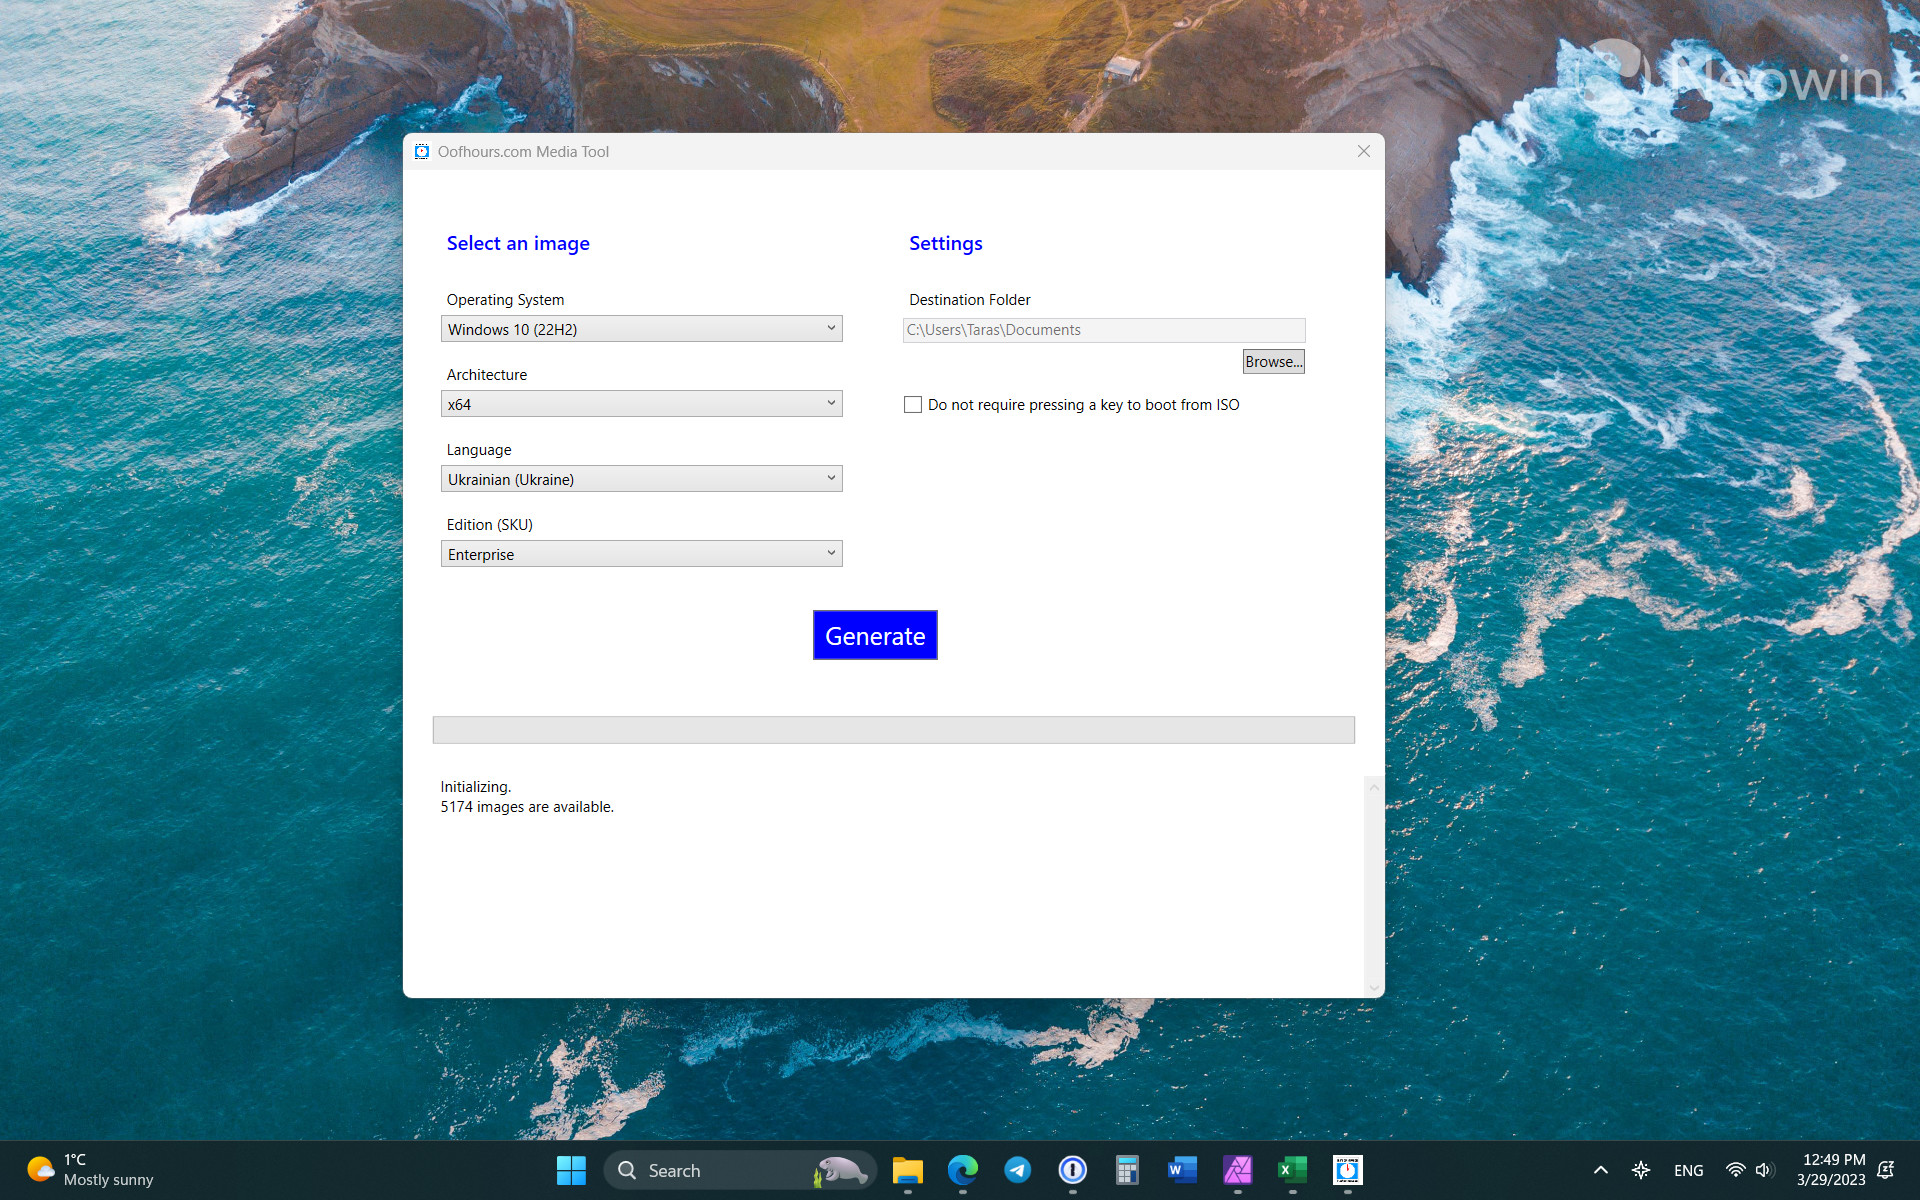 Neowin
Oofhours.com Media Tool
Select an image
Operating System
Windows 10 (22H2)
Architecture
x64
Language
Ukrainian (Ukraine)
Edition (SKU)
Enterprise
Settings
Destination Folder
C:\Users\Taras\Documents
Browse...
Do not require pressing a key to boot from ISO
Generate
Initializing.
5174 images are available.
1°C
Mostly sunny
Search
ENG
12:49 PM
3/29/2023